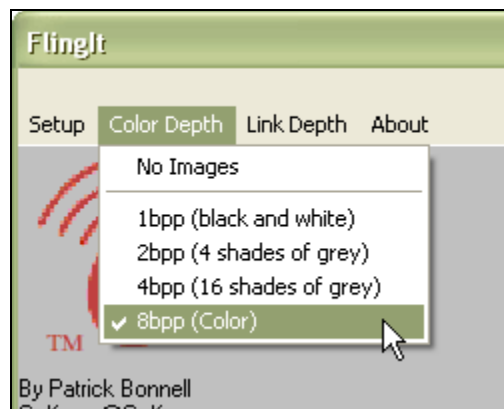 FlingIt
Setup Color Depth Link Depth About
No Images
1bpp (black and white)
2bpp (4 shades of grey)
4bpp (16 shades of grey)
8bpp (Color)
TM
By Patrick Bonnell